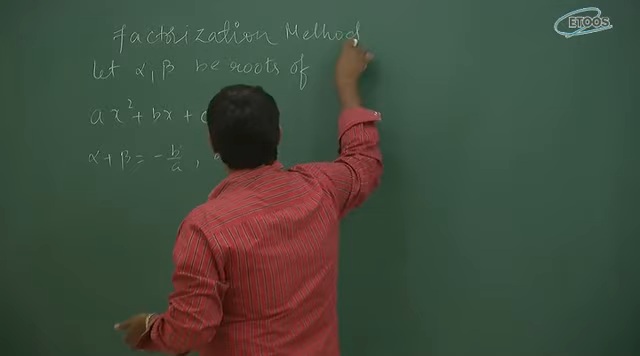 ETOOS
Factorization Method
let α, β be roots of
ax² + bx + c
α + β = - b/a ,